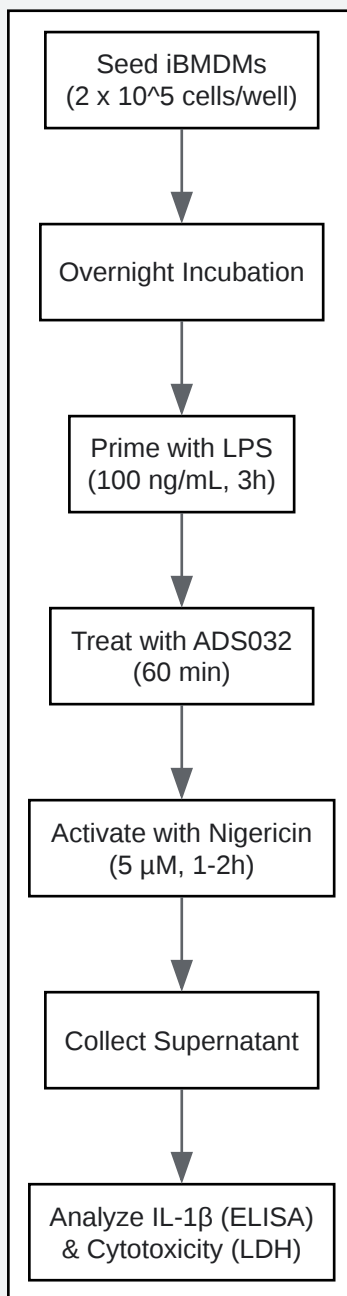 Seed iBMDMs
(2 x 10^5 cells/well)
Overnight Incubation
Prime with LPS
(100 ng/mL, 3h)
Treat with ADS032
(60 min)
Activate with Nigericin
(5 µM, 1-2h)
Collect Supernatant
Analyze IL-1β (ELISA)
& Cytotoxicity (LDH)